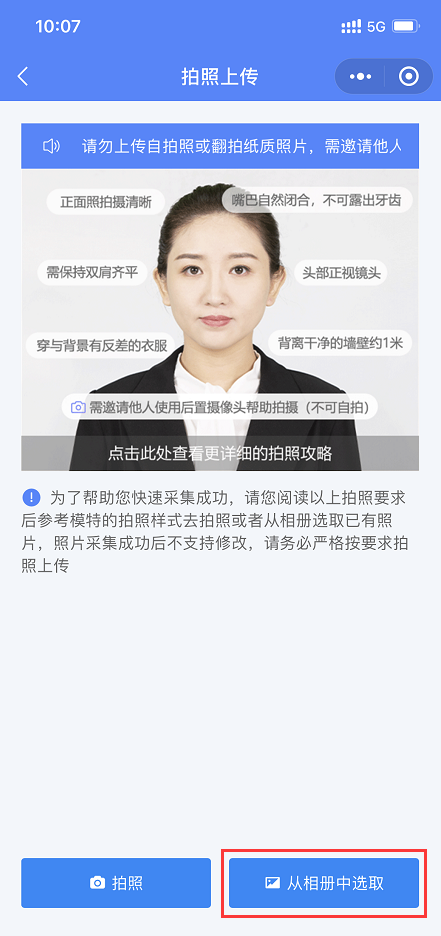 10:07
5G
拍照上传
请勿上传自拍照或翻拍纸质照片，需邀请他人
正面照拍摄清晰
嘴巴自然闭合，不可露出牙齿
需保持双肩齐平
头部正视镜头
穿与背景有反差的衣服
背离干净的墙壁约1米
需邀请他人使用后置摄像头帮助拍摄（不可自拍）
点击此处查看更详细的拍照攻略
为了帮助您快速采集成功，请您阅读以上拍照要求
后参考模特的拍照样式去拍照或者从相册选取已有照
片，照片采集成功后不支持修改，请务必严格按要求拍
照上传
拍照
从相册中选取